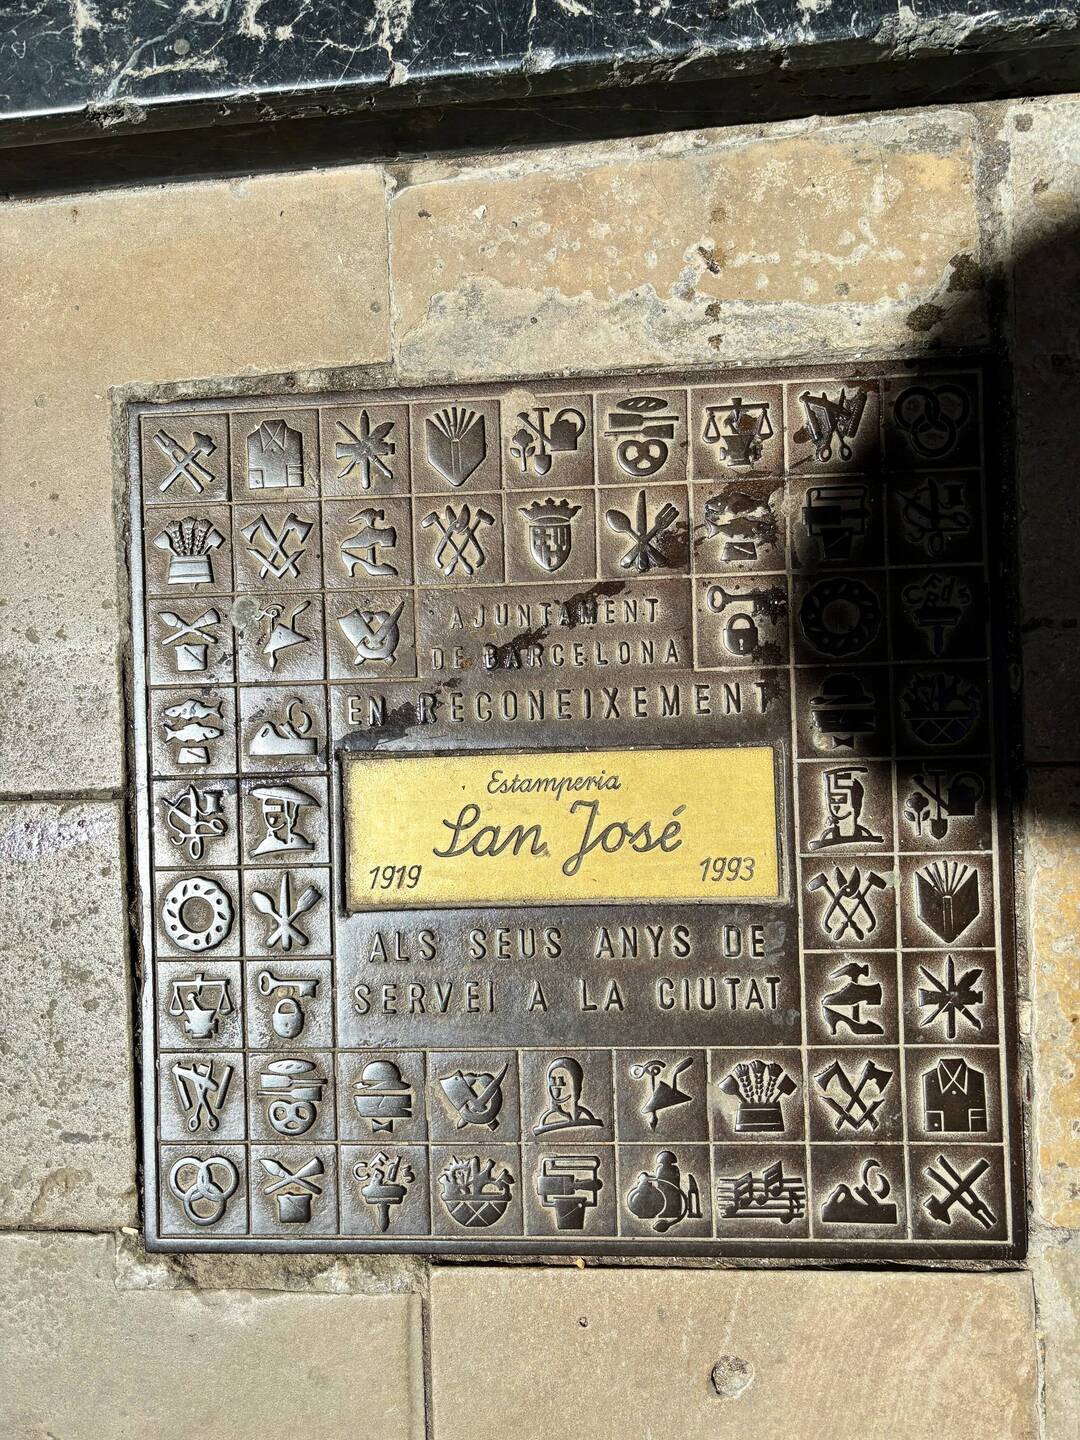 AJUNTAMENT
DE BARCELONA
EN RECONEIXEMENT
Estamperia
San José
1919 1993
ALS SEUS ANYS DE
SERVEI A LA CIUTAT